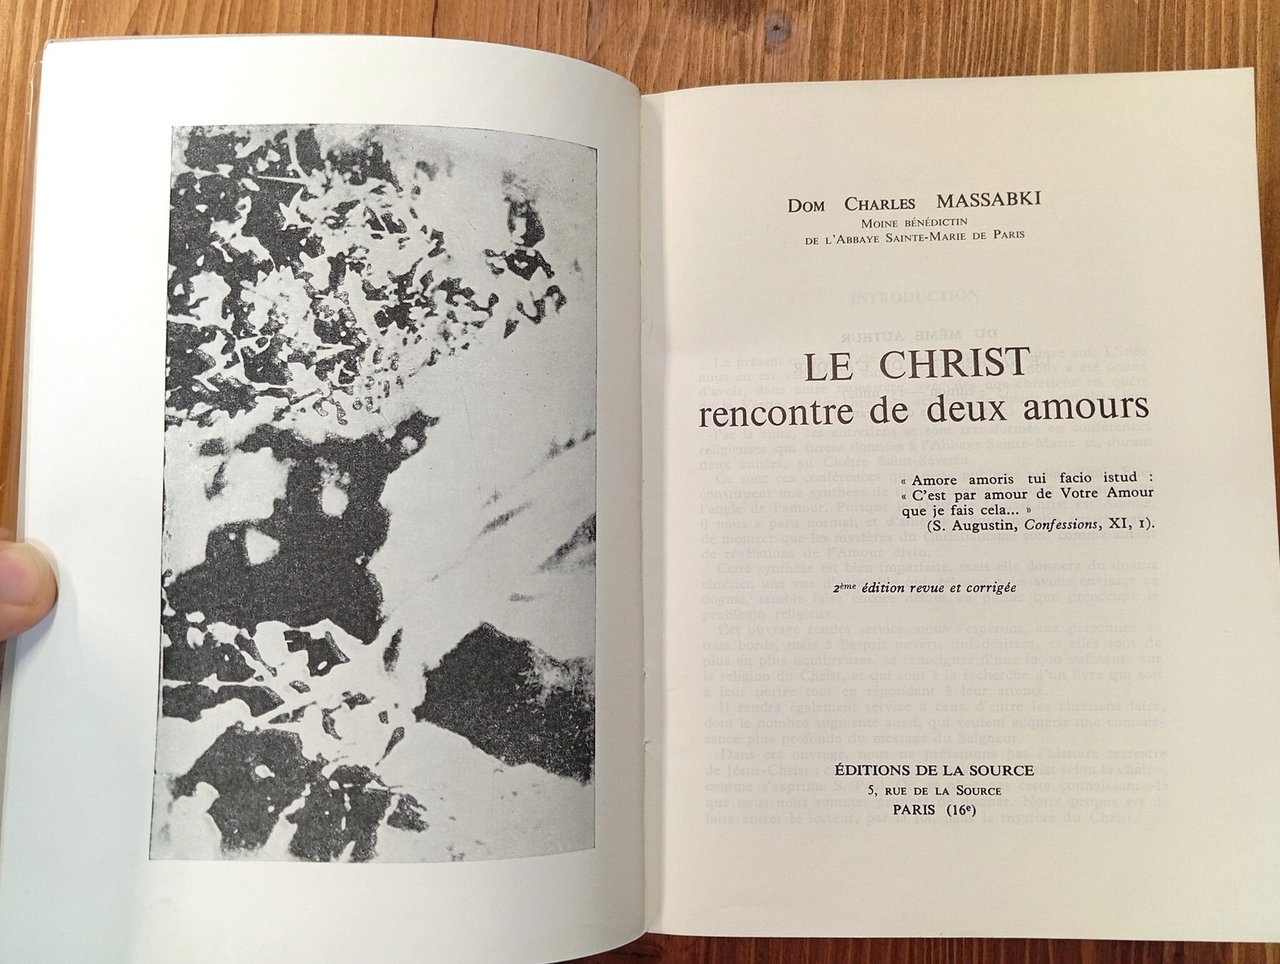 DOM CHARLES MASSABKI
MOINE BÉNÉDICTIN
DE L'ABBAYE SAINTE-MARIE DE PARIS
LE CHRIST
rencontre de deux amours
« Amore amoris tui facio istud :
« C'est par amour de Votre Amour
que je fais cela... »
(S. Augustin, Confessions, XI, 1).
2ème édition revue et corrigée
ÉDITIONS DE LA SOURCE
5, RUE DE LA SOURCE
PARIS (16e)